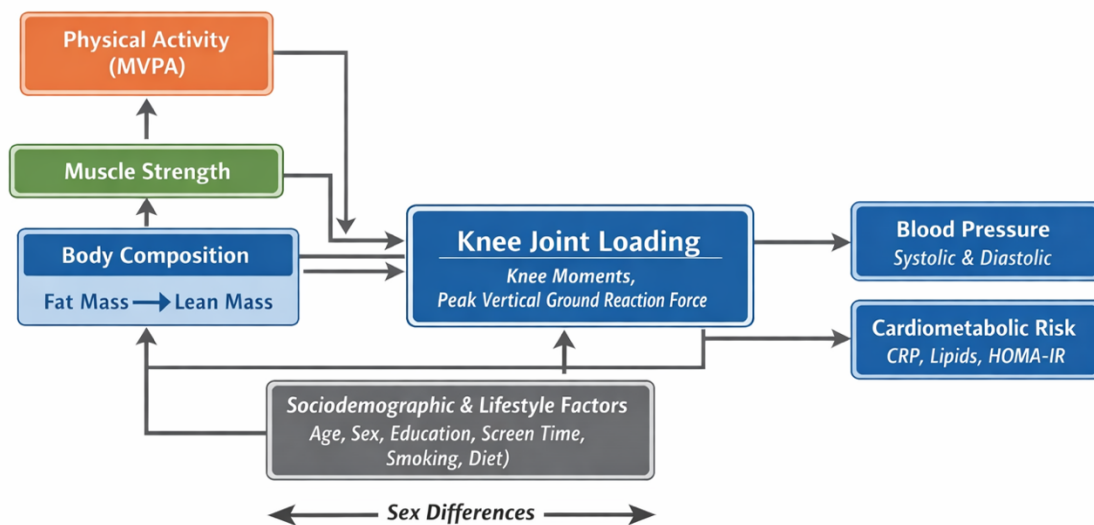 Physical Activity
(MVPA)
Muscle Strength
Body Composition
Fat Mass Lean Mass
Knee Joint Loading
Knee Moments,
Peak Vertical Ground Reaction Force
Blood Pressure
Systolic & Diastolic
Cardiometabolic Risk
CRP, Lipids, HOMA-IR
Sociodemographic & Lifestyle Factors
Age, Sex, Education, Screen Time,
Smoking, Diet)
Sex Differences